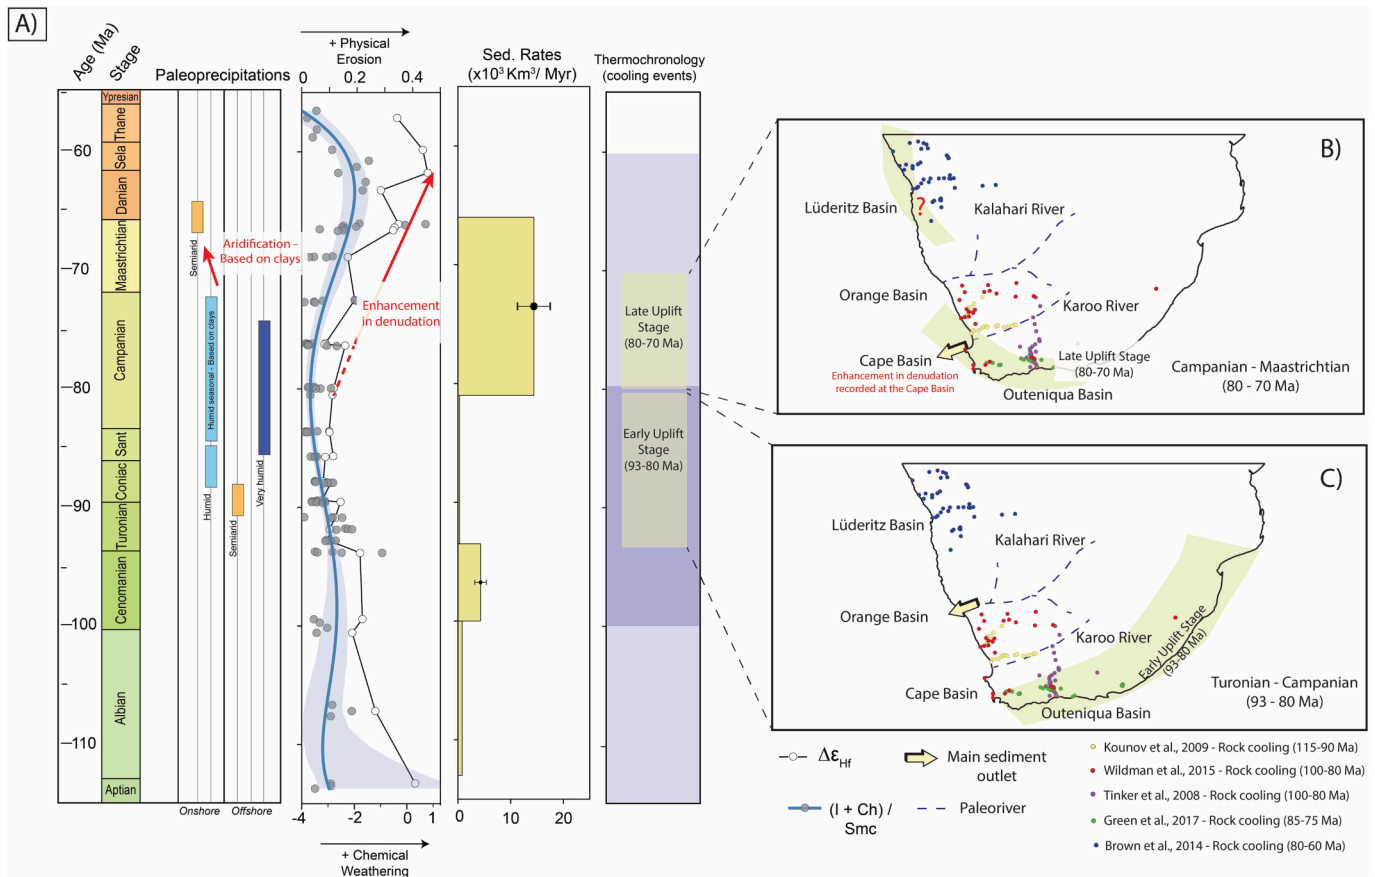 A)
Age (Ma)
Stage
Paleoprecipitations
+ Physical
Erosion
0
0.2
0.4
Sed. Rates
(x10³ Km³/ Myr)
Thermochronology
(cooling events)
Ypresian
Thane
Sela
Danian
Maastrichtian
Campanian
Sant
Coniac
Turonian
Cenomanian
Albian
Aptian
–60
–70
–80
–90
–100
–110
Semiarid
Aridification -
Based on clays
Humid seasonal - Based on clays
Humid
Semiarid
Very humid
Onshore
Offshore
Enhancement
in denudation
-4
-2
0
1
+ Chemical
Weathering
0
10
20
Late Uplift
Stage
(80-70 Ma)
Early Uplift
Stage
(93-80 Ma)
B)
Lüderitz Basin
?
Kalahari River
Orange Basin
Karoo River
Cape Basin
Enhancement in denudation
recorded at the Cape Basin
Late Uplift Stage
(80-70 Ma)
Outeniqua Basin
Campanian - Maastrichtian
(80 - 70 Ma)
C)
Lüderitz Basin
Kalahari River
Orange Basin
Karoo River
Early Uplift Stage
(93-80 Ma)
Cape Basin
Outeniqua Basin
Turonian - Campanian
(93 - 80 Ma)
ΔεHf
(I + Ch) /
Smc
Main sediment
outlet
Paleoriver
Kounov et al., 2009 - Rock cooling (115-90 Ma)
Wildman et al., 2015 - Rock cooling (100-80 Ma)
Tinker et al., 2008 - Rock cooling (100-80 Ma)
Green et al., 2017 - Rock cooling (85-75 Ma)
Brown et al., 2014 - Rock cooling (80-60 Ma)